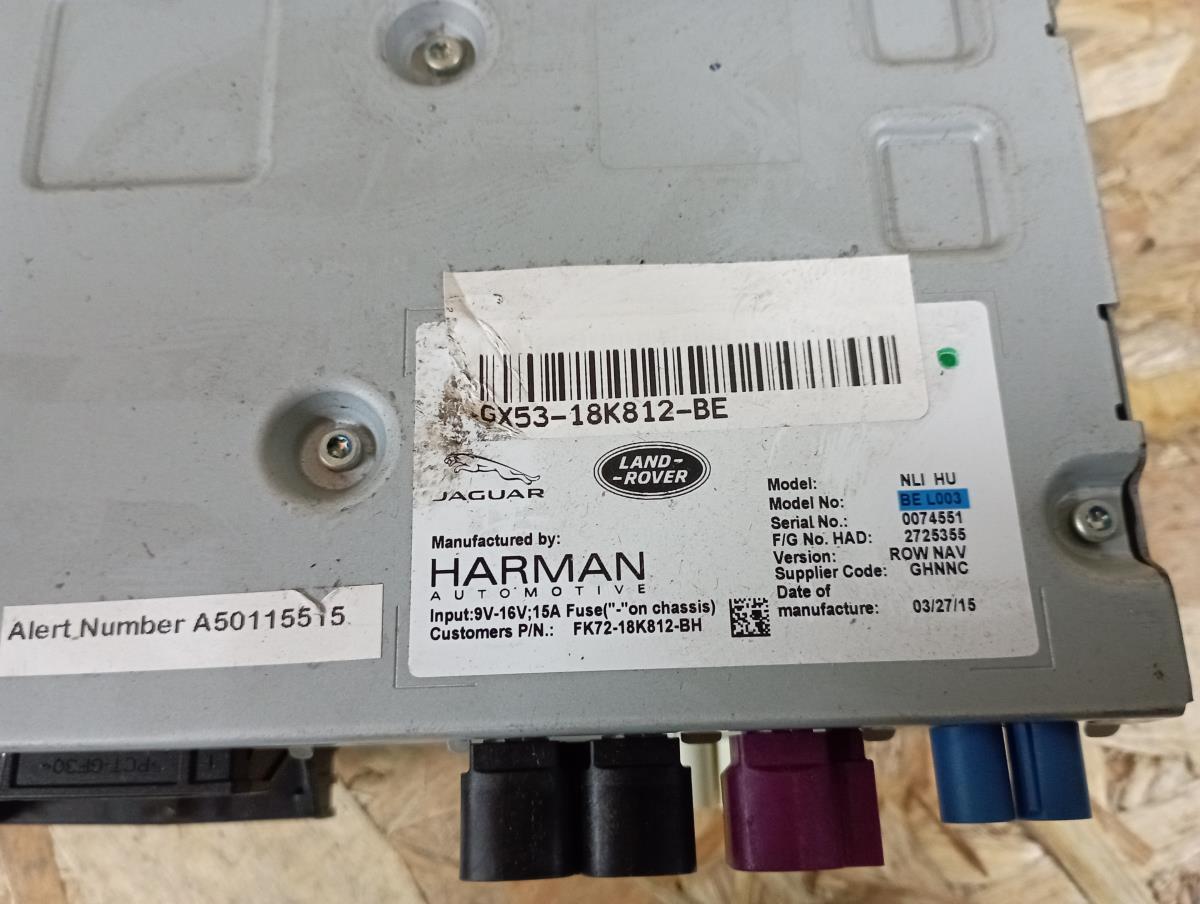 GX53-18K812-BE
JAGUAR
LAND-
-ROVER
Model: NLI HU
Model No: BE L003
Serial No.: 0074551
F/G No. HAD: 2725355
Version: ROW NAV
Supplier Code: GHNNC
Date of
manufacture: 03/27/15
Manufactured by:
HARMAN
AUTOMOTIVE
Input:9V-16V;15A Fuse("-"on chassis)
Customers P/N.: FK72-18K812-BH
Alert Number A50115515
>PCT-GF30<